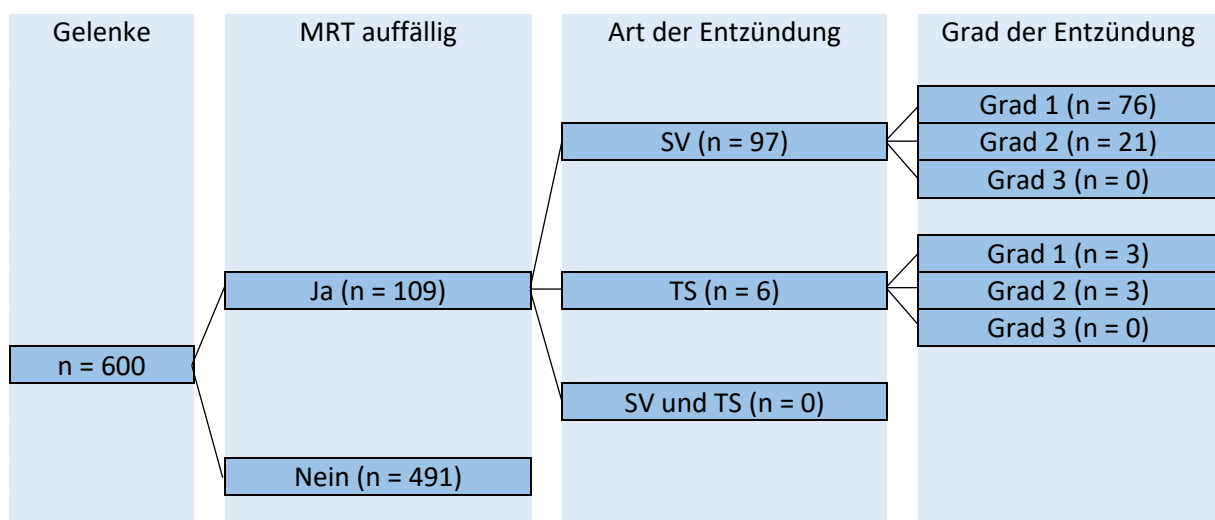 Gelenke
MRT auffällig
Art der Entzündung
Grad der Entzündung
n = 600
Ja (n = 109)
Nein (n = 491)
SV (n = 97)
TS (n = 6)
SV und TS (n = 0)
Grad 1 (n = 76)
Grad 2 (n = 21)
Grad 3 (n = 0)
Grad 1 (n = 3)
Grad 2 (n = 3)
Grad 3 (n = 0)